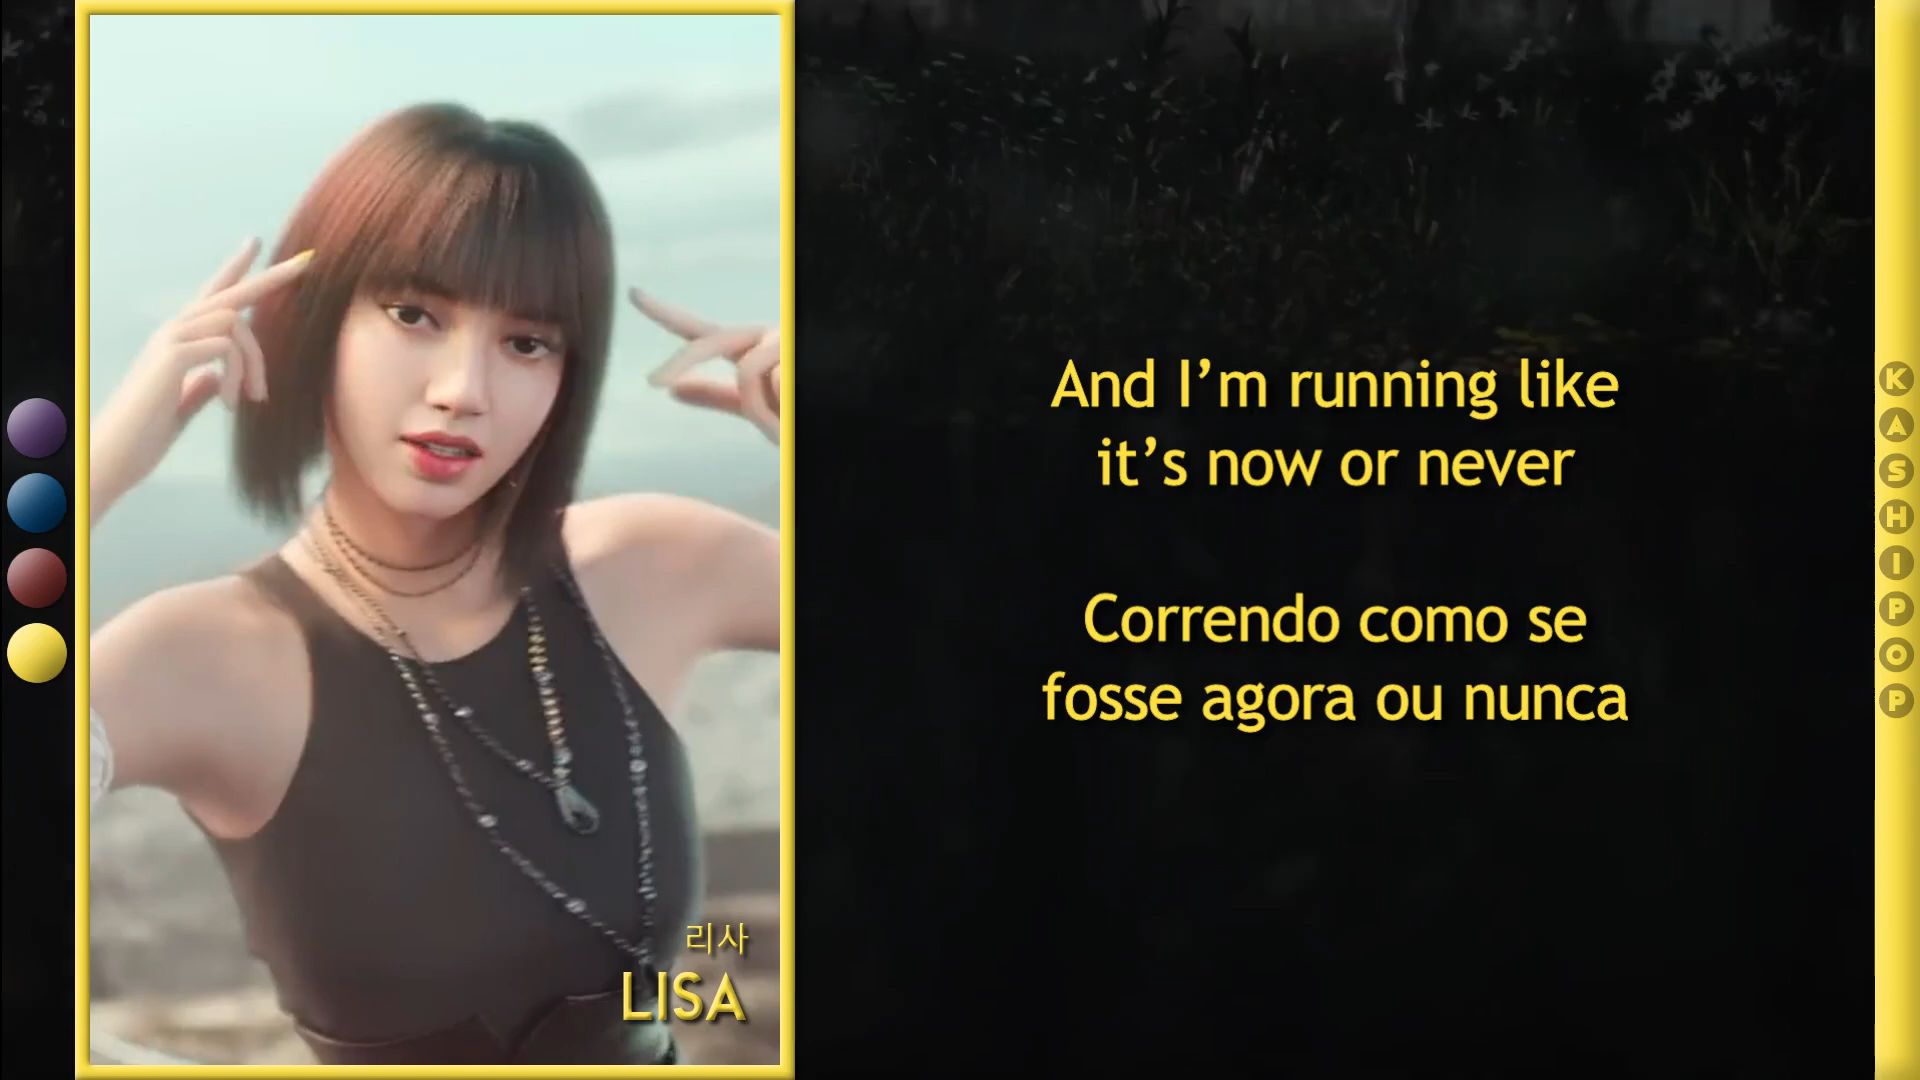 리사
LISA
And I’m running like
it’s now or never
Correndo como se
fosse agora ou nunca
KASHIPOP